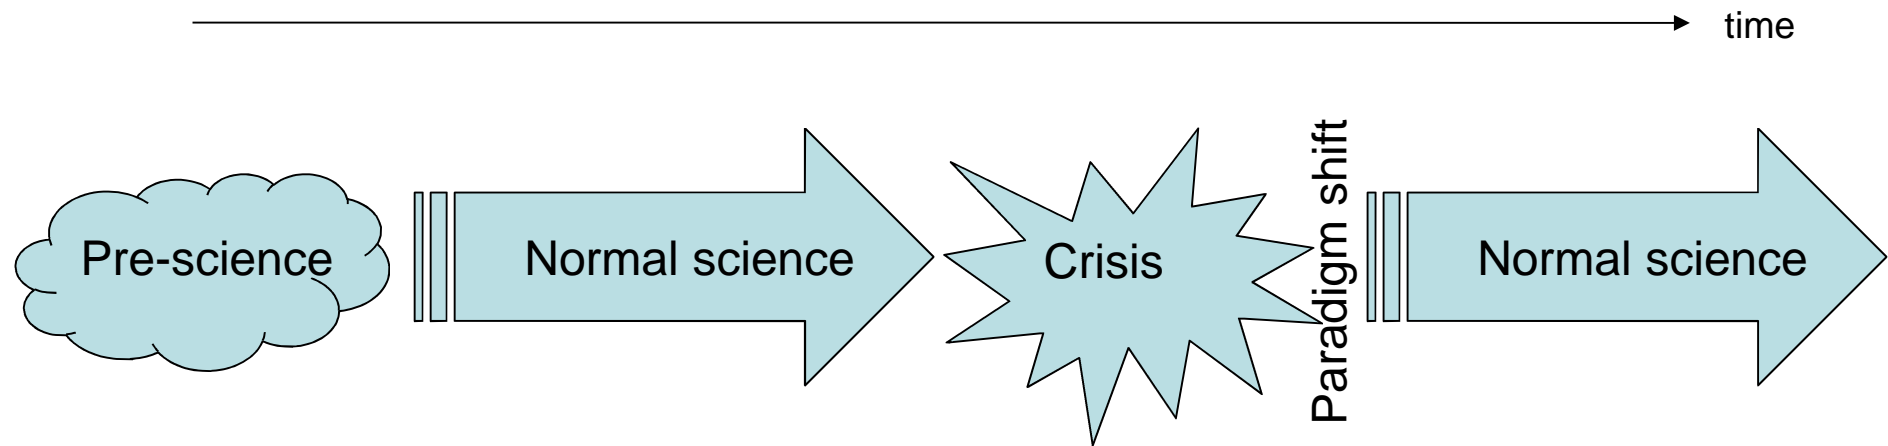 time
Pre-science
Normal science
Crisis
Paradigm shift
Normal science